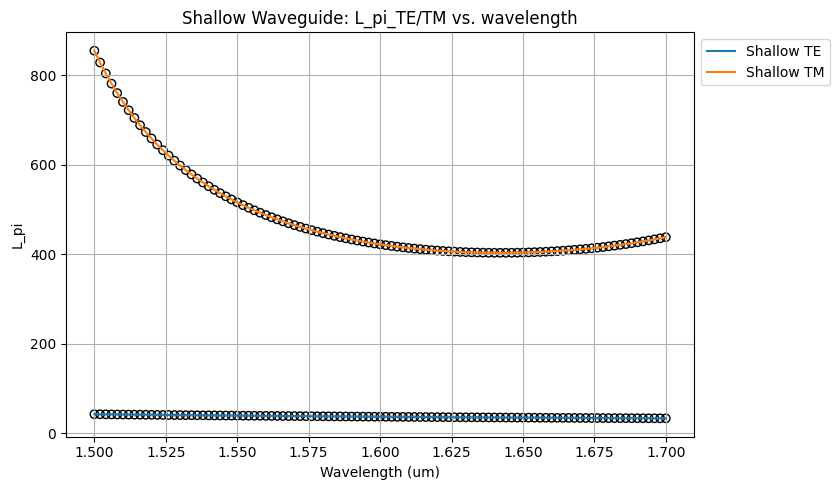 Shallow Waveguide: L_pi_TE/TM vs. wavelength
Shallow TE
Shallow TM
L_pi
800
600
400
200
0
1.500 1.525 1.550 1.575 1.600 1.625 1.650 1.675 1.700
Wavelength (um)